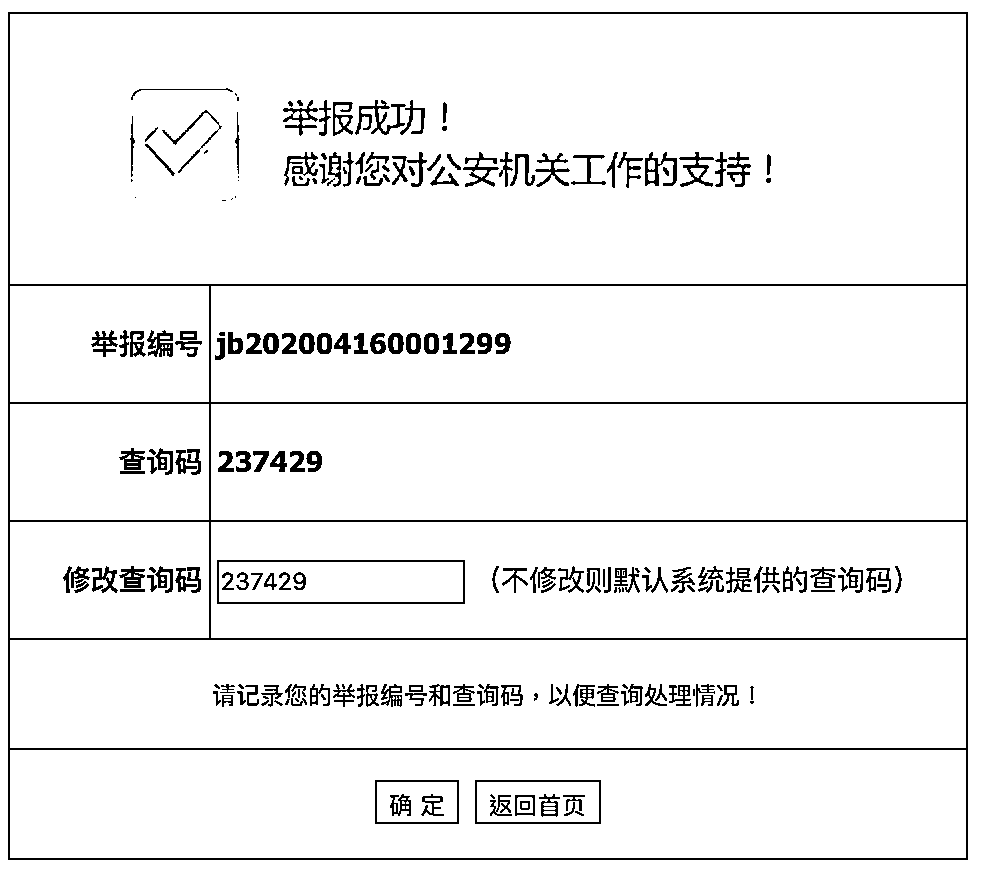 举报成功！
感谢您对公安机关工作的支持！
举报编号 jb202004160001299
查询码 237429
修改查询码 237429 （不修改则默认系统提供的查询码）
请记录您的举报编号和查询码，以便查询处理情况！
确 定 返回首页